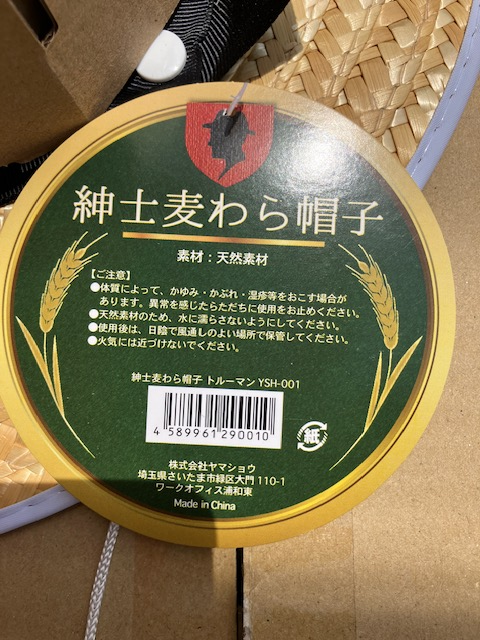 紳士麦わら帽子
素材：天然素材
【ご注意】
●体質によって、かゆみ・かぶれ・湿疹等をおこす場合が
あります。異常を感じたらただちに使用をお止めください。
●天然素材のため、水に濡らさないようにしてください。
●使用後は、日陰で風通しのよい場所で保管してください。
●火気には近づけないでください。
紳士麦わら帽子 トルーマン YSH-001
4 589961 290010
紙
株式会社ヤマショウ
埼玉県さいたま市緑区大門 110-1
ワークオフィス浦和東
Made in China